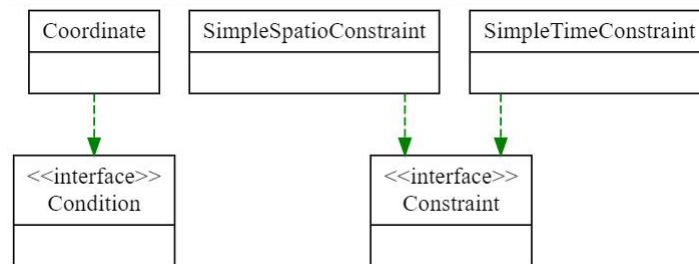 Coordinate
SimpleSpatioConstraint
SimpleTimeConstraint
<<interface>>
Condition
<<interface>>
Constraint